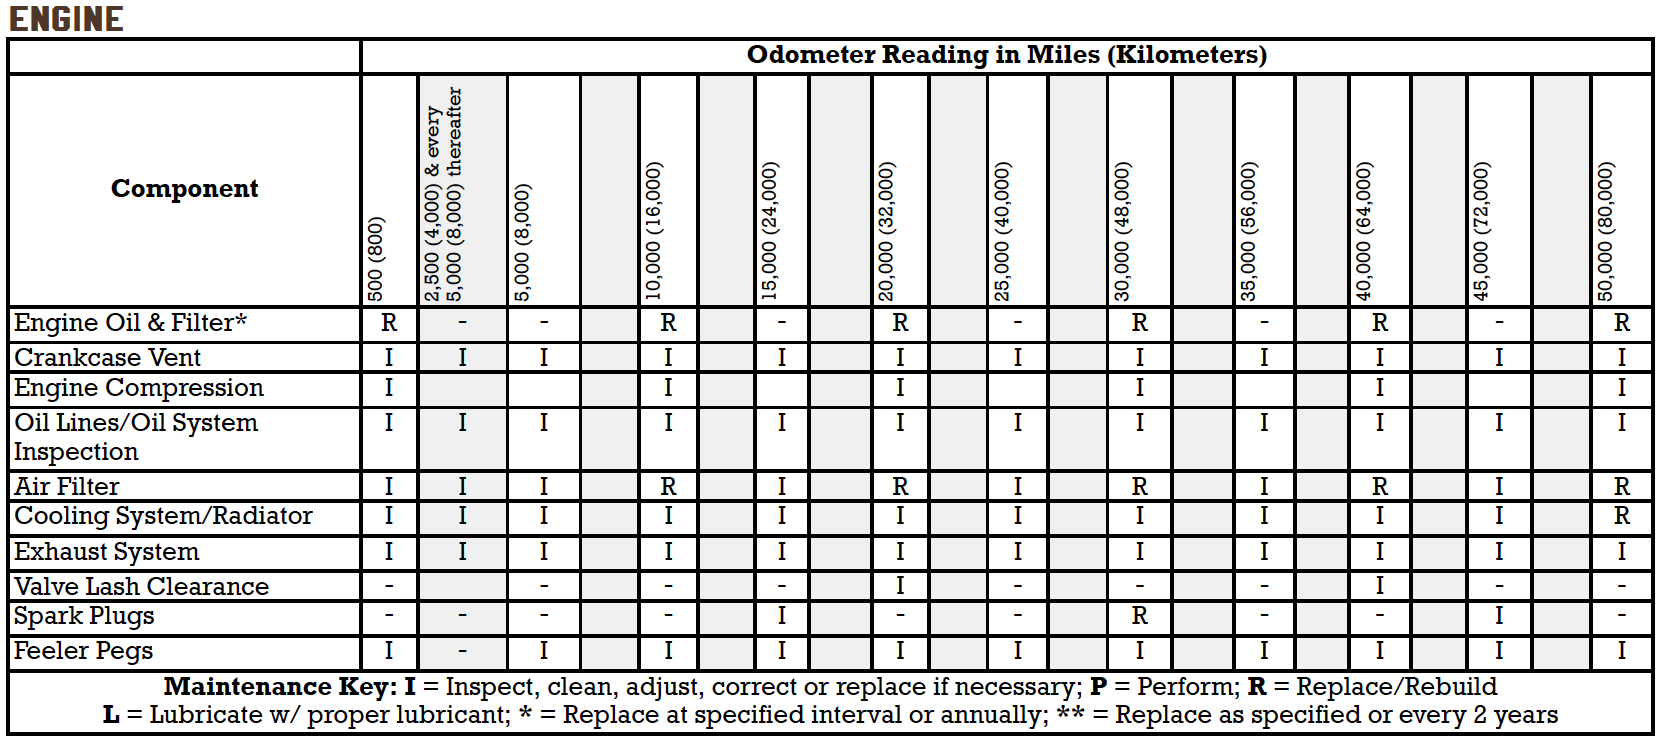 ENGINE
Odometer Reading in Miles (Kilometers)
Component
500 (800)
2,500 (4,000) & every
5,000 (8,000) thereafter
5,000 (8,000)
10,000 (16,000)
15,000 (24,000)
20,000 (32,000)
25,000 (40,000)
30,000 (48,000)
35,000 (56,000)
40,000 (64,000)
45,000 (72,000)
50,000 (80,000)
Engine Oil & Filter* R - - R - R - R - R - R
Crankcase Vent I I I I I I I I I I I I
Engine Compression I I I I I I
Oil Lines/Oil System I I I I I I I I I I I I
Inspection
Air Filter I I I R I R I R I R I R
Cooling System/Radiator I I I I I I I I I I I R
Exhaust System I I I I I I I I I I I I
Valve Lash Clearance - - - - I - - - I - -
Spark Plugs - - - - I - - R - - I -
Feeler Pegs I - I I I I I I I I I I
Maintenance Key: I = Inspect, clean, adjust, correct or replace if necessary; P = Perform; R = Replace/Rebuild
L = Lubricate w/ proper lubricant; * = Replace at specified interval or annually; ** = Replace as specified or every 2 years